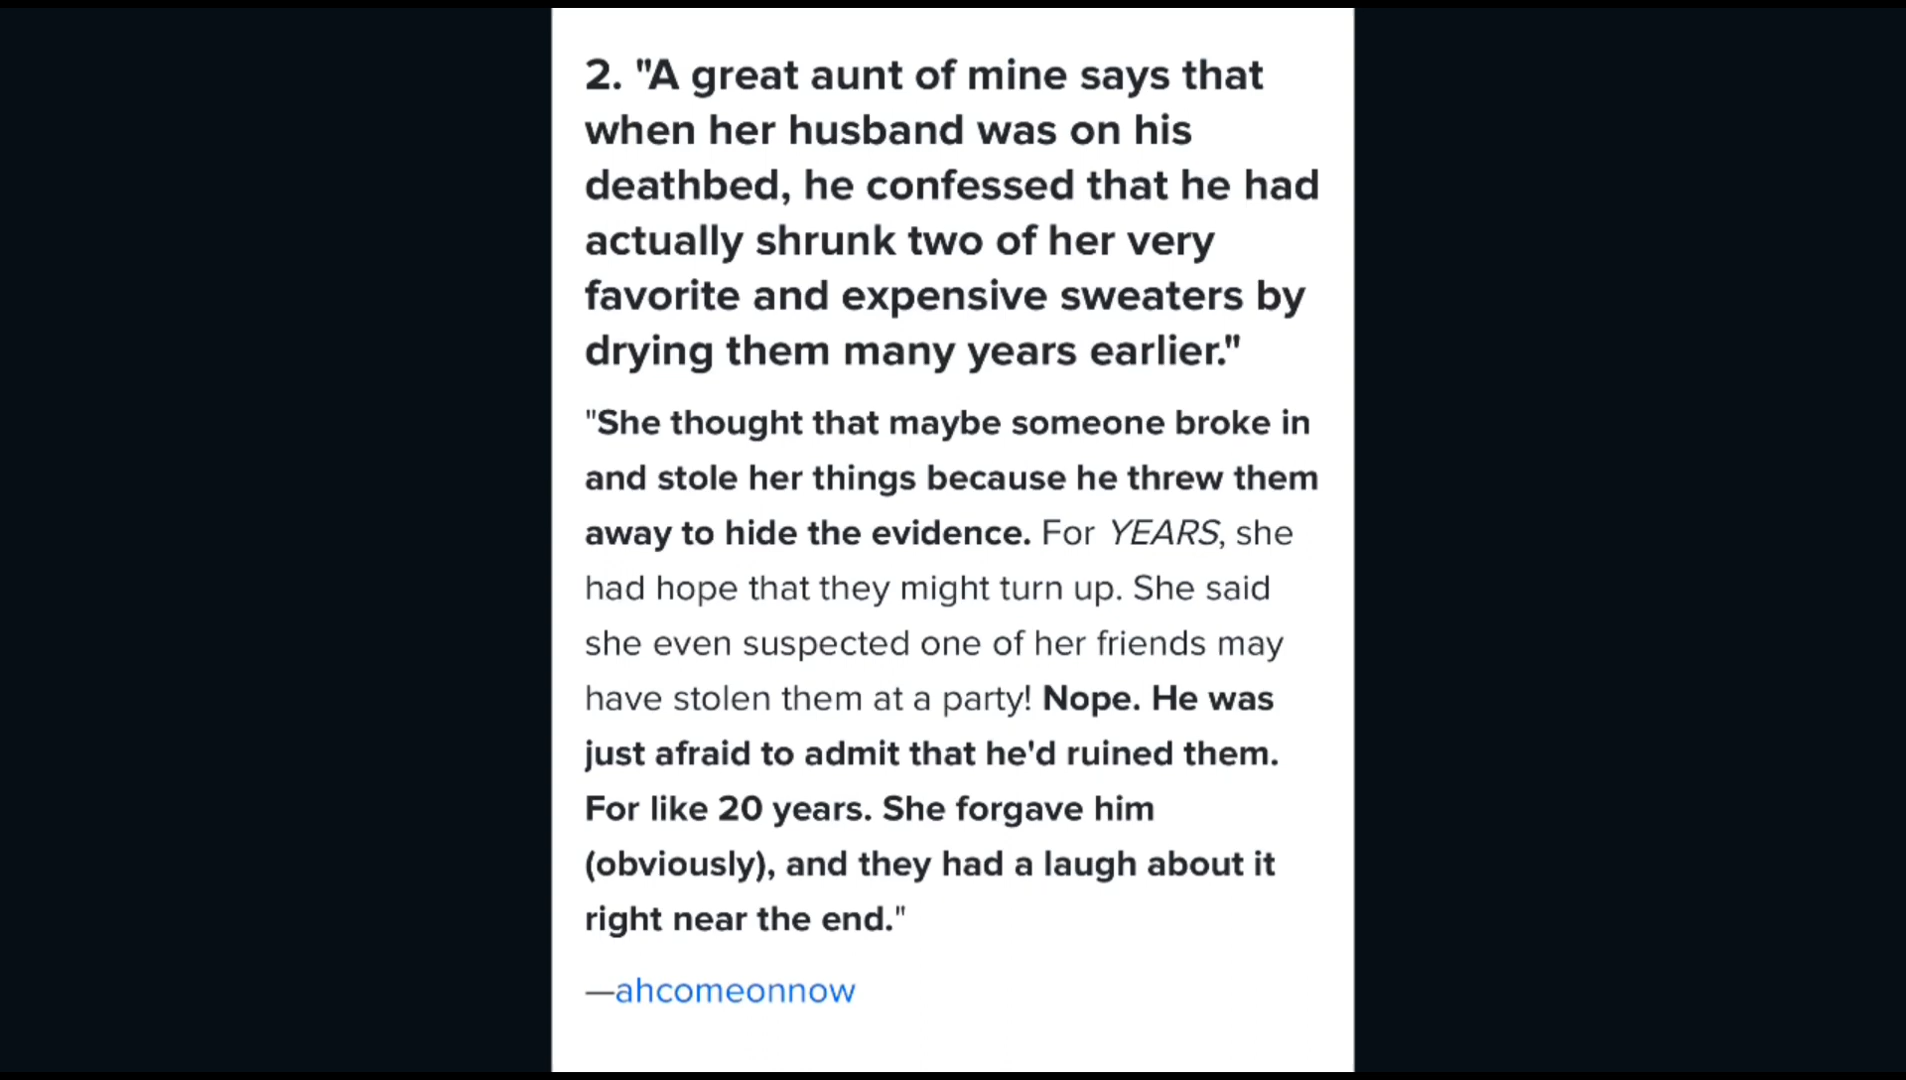 2. "A great aunt of mine says that
when her husband was on his
deathbed, he confessed that he had
actually shrunk two of her very
favorite and expensive sweaters by
drying them many years earlier."
"She thought that maybe someone broke in
and stole her things because he threw them
away to hide the evidence. For YEARS, she
had hope that they might turn up. She said
she even suspected one of her friends may
have stolen them at a party! Nope. He was
just afraid to admit that he'd ruined them.
For like 20 years. She forgave him
(obviously), and they had a laugh about it
right near the end."
—ahcomeonnow